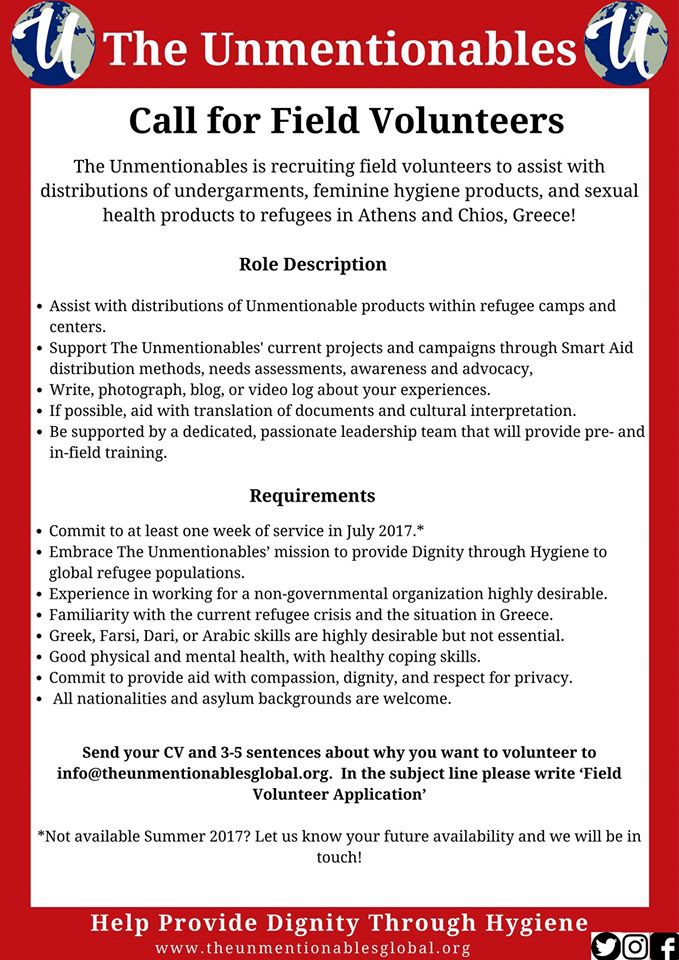 U The Unmentionables U
Call for Field Volunteers
The Unmentionables is recruiting field volunteers to assist with
distributions of undergarments, feminine hygiene products, and sexual
health products to refugees in Athens and Chios, Greece!
Role Description
• Assist with distributions of Unmentionable products within refugee camps and
centers.
• Support The Unmentionables' current projects and campaigns through Smart Aid
distribution methods, needs assessments, awareness and advocacy,
• Write, photograph, blog, or video log about your experiences.
• If possible, aid with translation of documents and cultural interpretation.
• Be supported by a dedicated, passionate leadership team that will provide pre- and
in-field training.
Requirements
• Commit to at least one week of service in July 2017.*
• Embrace The Unmentionables’ mission to provide Dignity through Hygiene to
global refugee populations.
• Experience in working for a non-governmental organization highly desirable.
• Familiarity with the current refugee crisis and the situation in Greece.
• Greek, Farsi, Dari, or Arabic skills are highly desirable but not essential.
• Good physical and mental health, with healthy coping skills.
• Commit to provide aid with compassion, dignity, and respect for privacy.
• All nationalities and asylum backgrounds are welcome.
Send your CV and 3-5 sentences about why you want to volunteer to
info@theunmentionablesglobal.org. In the subject line please write ‘Field
Volunteer Application’
*Not available Summer 2017? Let us know your future availability and we will be in
touch!
Help Provide Dignity Through Hygiene
www.theunmentionablesglobal.org